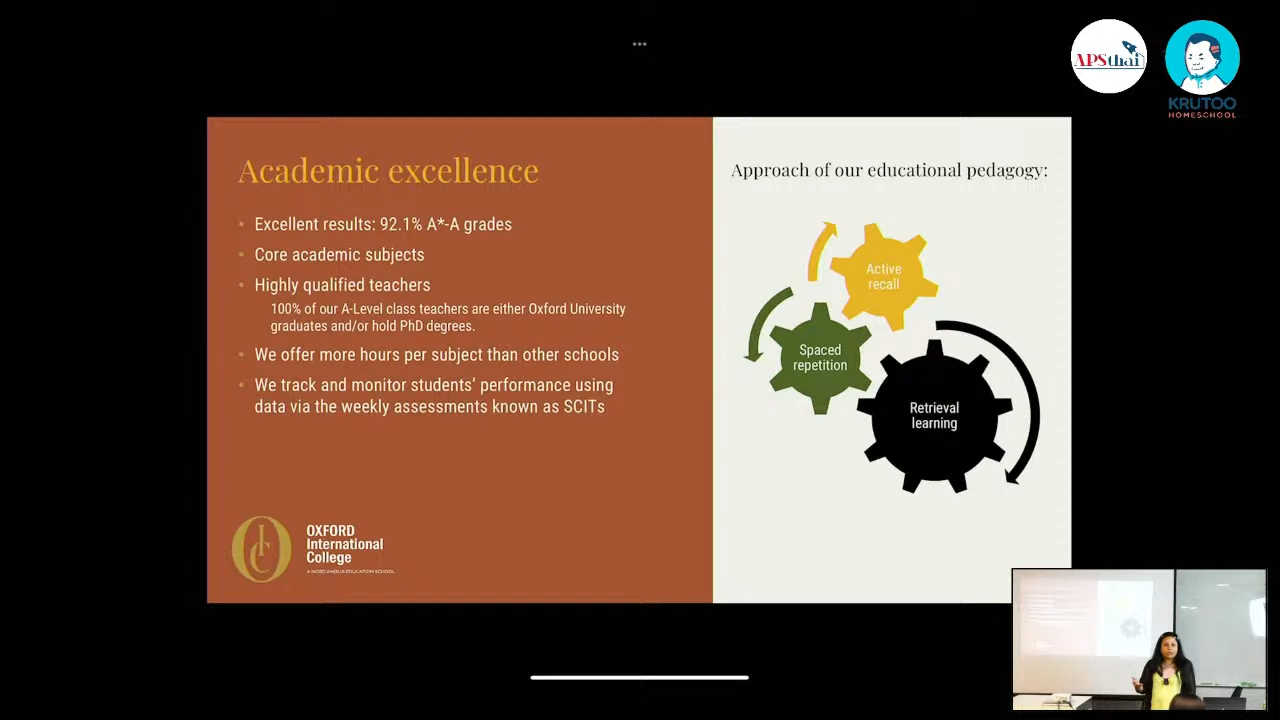 APSthai
KRUTOO
HOMESCHOOL
Academic excellence
• Excellent results: 92.1% A*-A grades
• Core academic subjects
• Highly qualified teachers
100% of our A-Level class teachers are either Oxford University
graduates and/or hold PhD degrees.
• We offer more hours per subject than other schools
• We track and monitor students’ performance using
data via the weekly assessments known as SCITs
OIC
OXFORD
International
College
A NORD ANGLIA EDUCATION SCHOOL
Approach of our educational pedagogy:
Active
recall
Spaced
repetition
Retrieval
learning